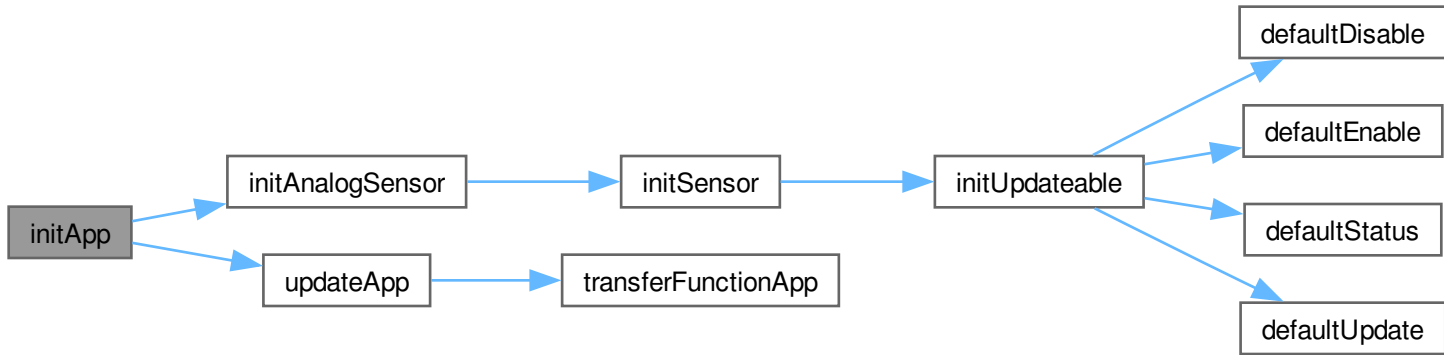 initApp
initAnalogSensor
updateApp
initSensor
transferFunctionApp
initUpdateable
defaultDisable
defaultEnable
defaultStatus
defaultUpdate